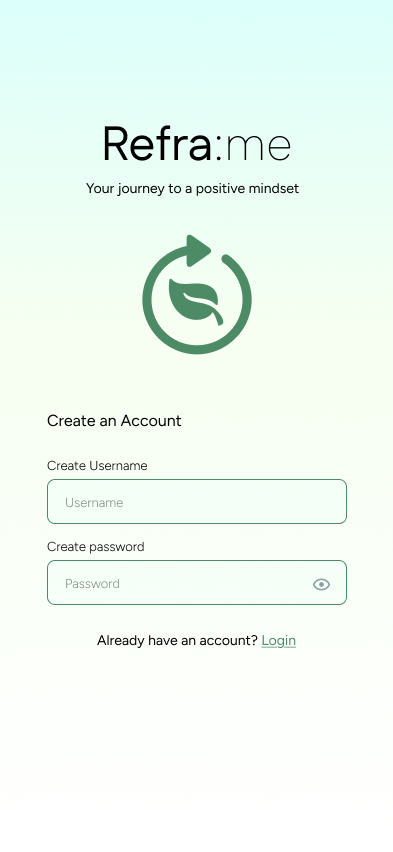 Refra:me
Your journey to a positive mindset
Create an Account
Create Username
Username
Create password
Password
Already have an account? Login